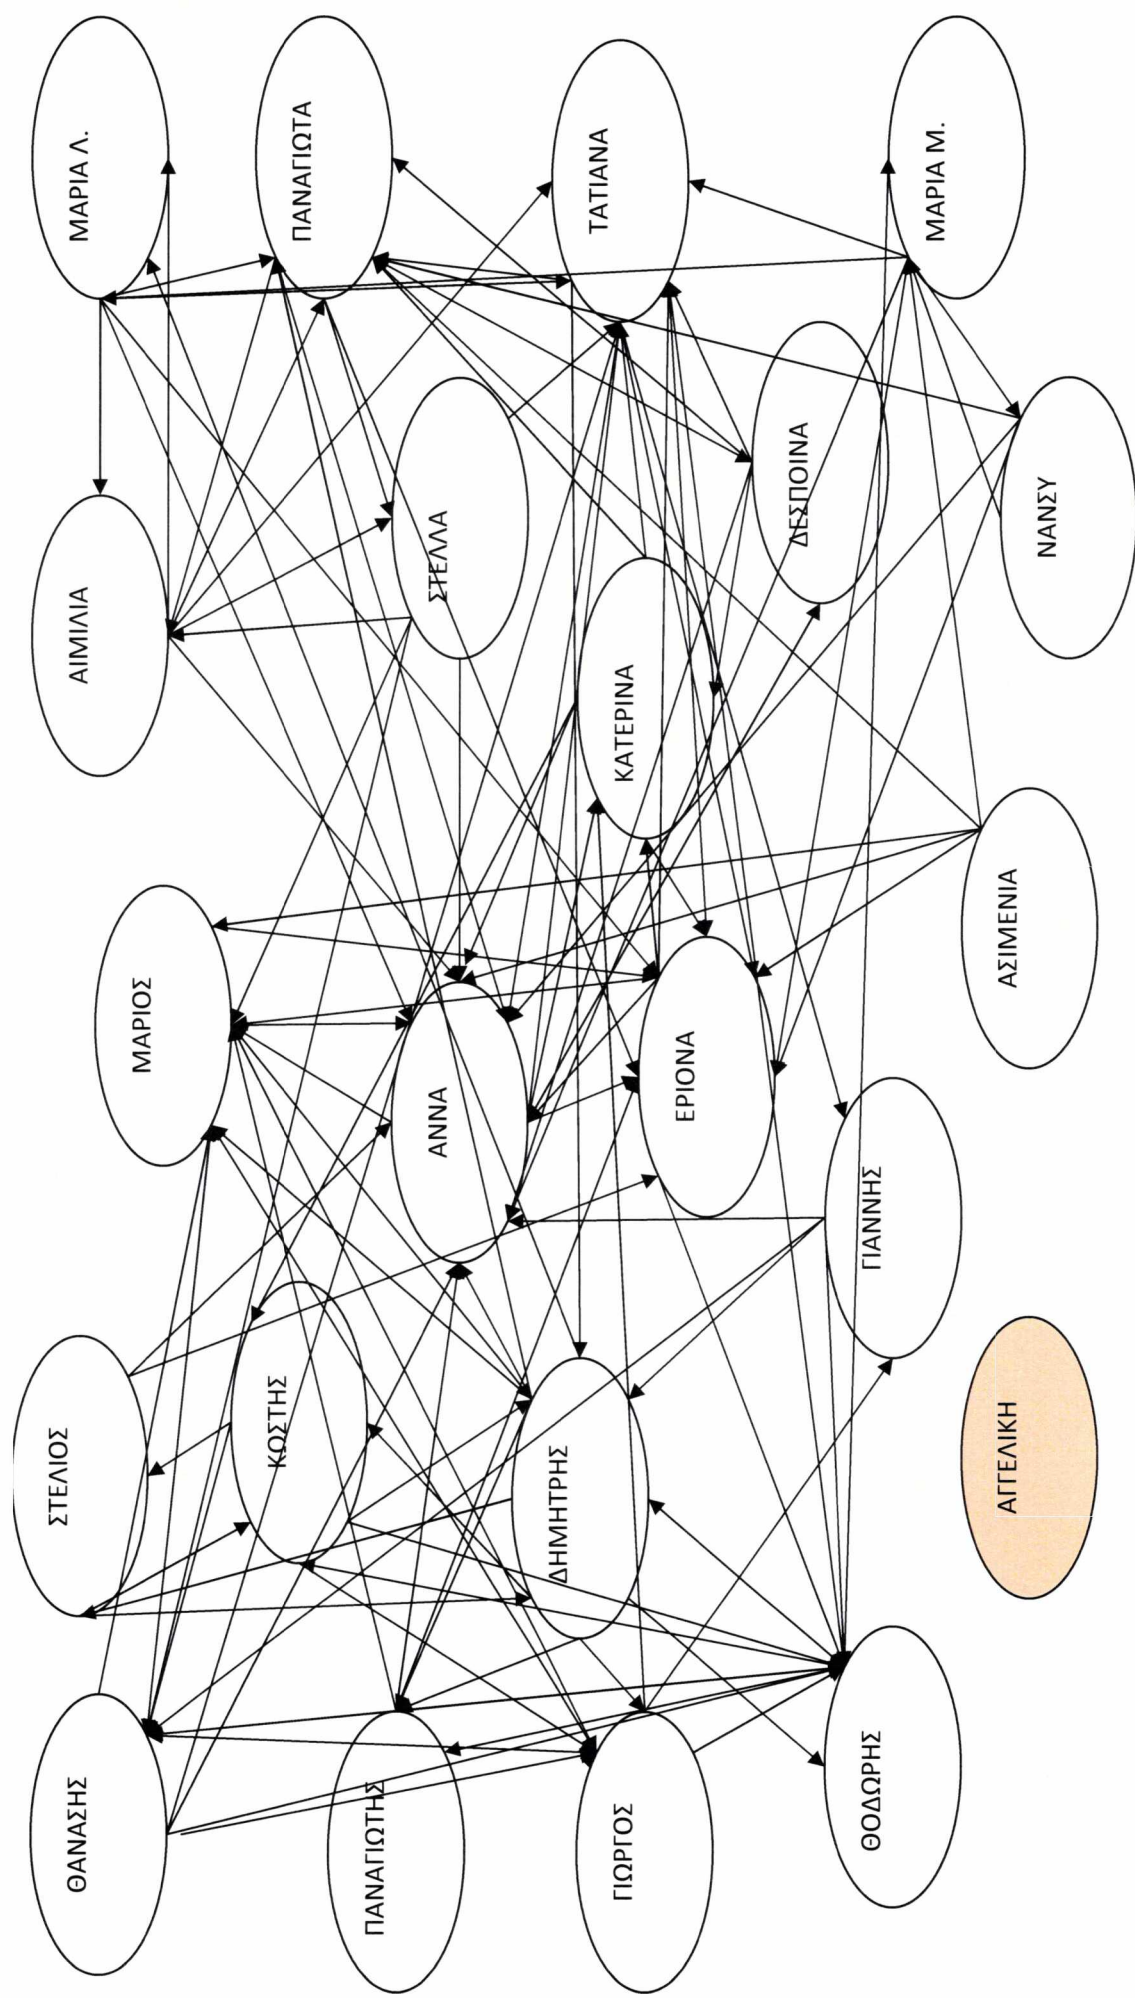 ΘΑΝΑΣΗΣ
ΣΤΕΛΙΟΣ
ΜΑΡΙΟΣ
ΑΙΜΙΛΙΑ
ΜΑΡΙΑ Λ.
ΚΩΣΤΗΣ
ΠΑΝΑΓΙΩΤΑ
ΠΑΝΑΓΙΩΤΗΣ
ΑΝΝΑ
ΣΤΕΛΛΑ
ΔΗΜΗΤΡΗΣ
ΤΑΤΙΑΝΑ
ΓΙΩΡΓΟΣ
ΚΑΤΕΡΙΝΑ
ΕΡΙΟΝΑ
ΔΕΣΠΟΙΝΑ
ΘΟΔΩΡΗΣ
ΓΙΑΝΝΗΣ
ΜΑΡΙΑ Μ.
ΑΓΓΕΛΙΚΗ
ΑΣΙΜΕΝΙΑ
ΝΑΝΣΥ